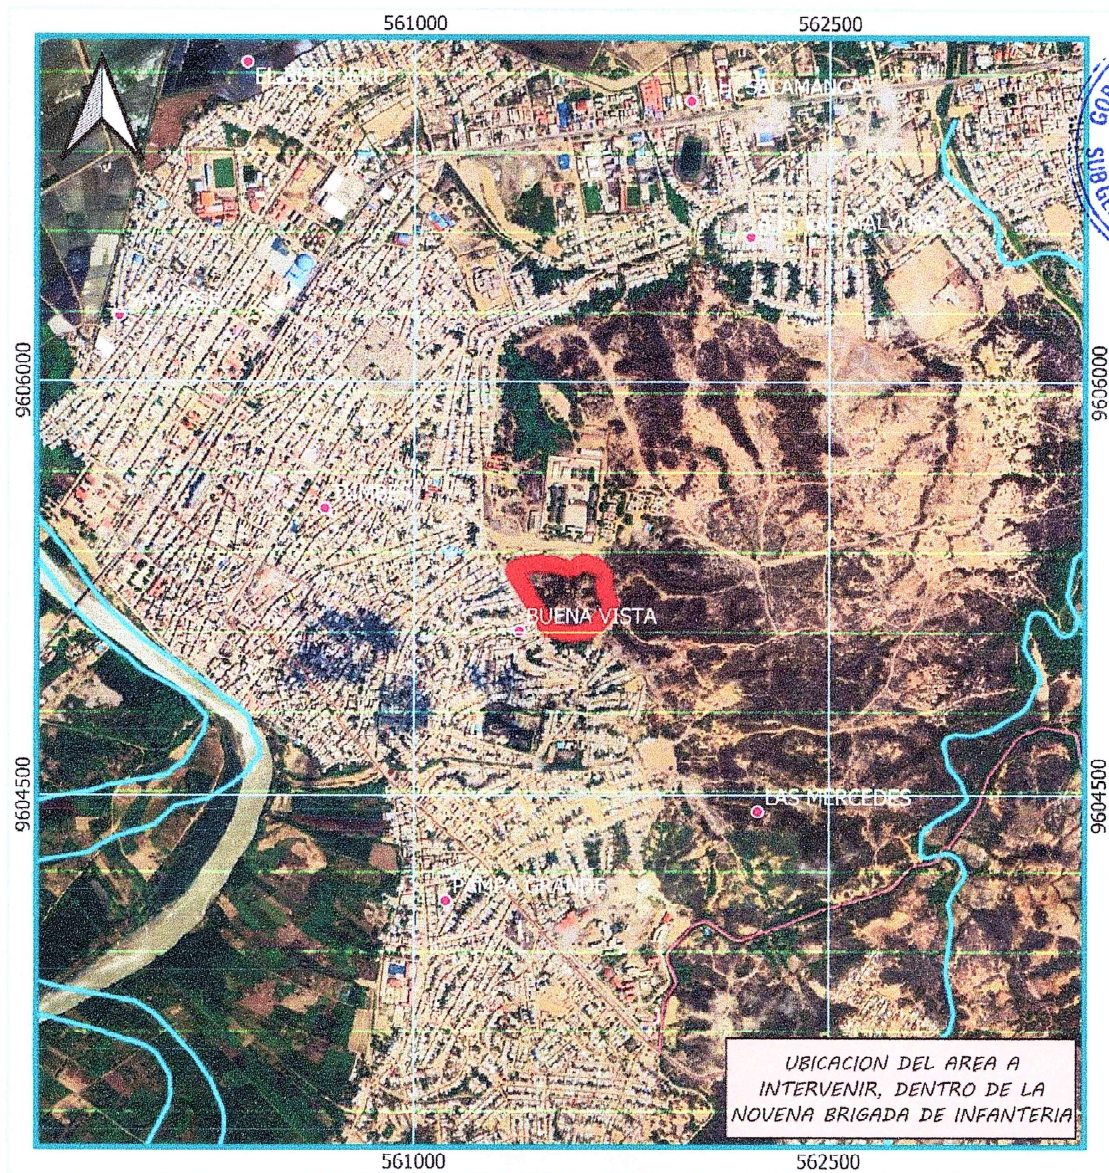 561000
562500
A.H. SALAMANCA
9606000
9606000
TUMBES
BUENA VISTA
9604500
9604500
LAS MERCEDES
PAMPA GRANDE
UBICACION DEL AREA A
INTERVENIR, DENTRO DE LA
NOVENA BRIGADA DE INFANTERIA
561000
562500